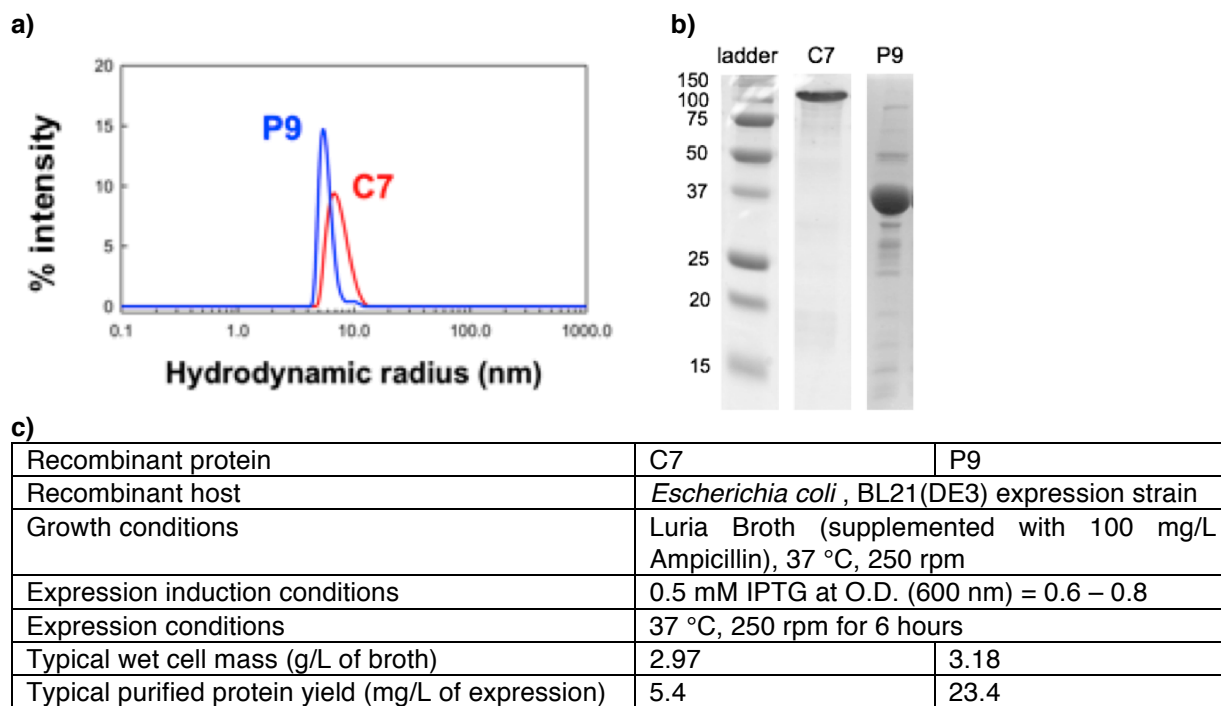 a)
20
15
10
5
0
% intensity
P9
C7
0.1 1.0 10.0 100.0 1000.0
Hydrodynamic radius (nm)
b)
ladder C7 P9
150
100
75
50
37
25
20
15
c)
Recombinant protein C7 P9
Recombinant host Escherichia coli , BL21(DE3) expression strain
Growth conditions Luria Broth (supplemented with 100 mg/L
Ampicillin), 37 °C, 250 rpm
Expression induction conditions 0.5 mM IPTG at O.D. (600 nm) = 0.6 – 0.8
Expression conditions 37 °C, 250 rpm for 6 hours
Typical wet cell mass (g/L of broth) 2.97 3.18
Typical purified protein yield (mg/L of expression) 5.4 23.4